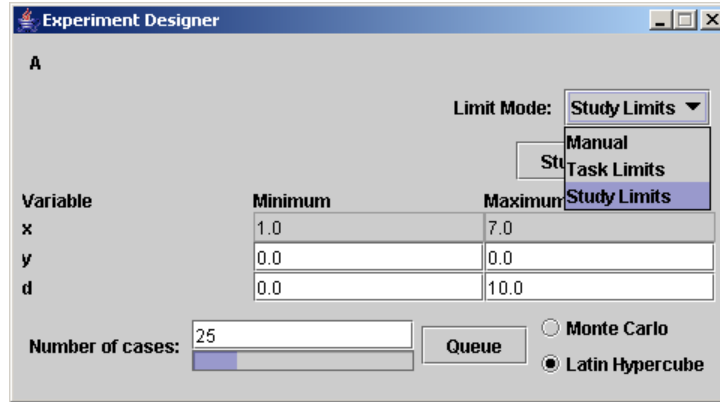 Experiment Designer
A
Limit Mode: Study Limits
Manual
Task Limits
Study Limits
Variable Minimum
x 1.0 7.0
y 0.0 0.0
d 0.0 10.0
Number of cases: 25 Queue
Monte Carlo
Latin Hypercube